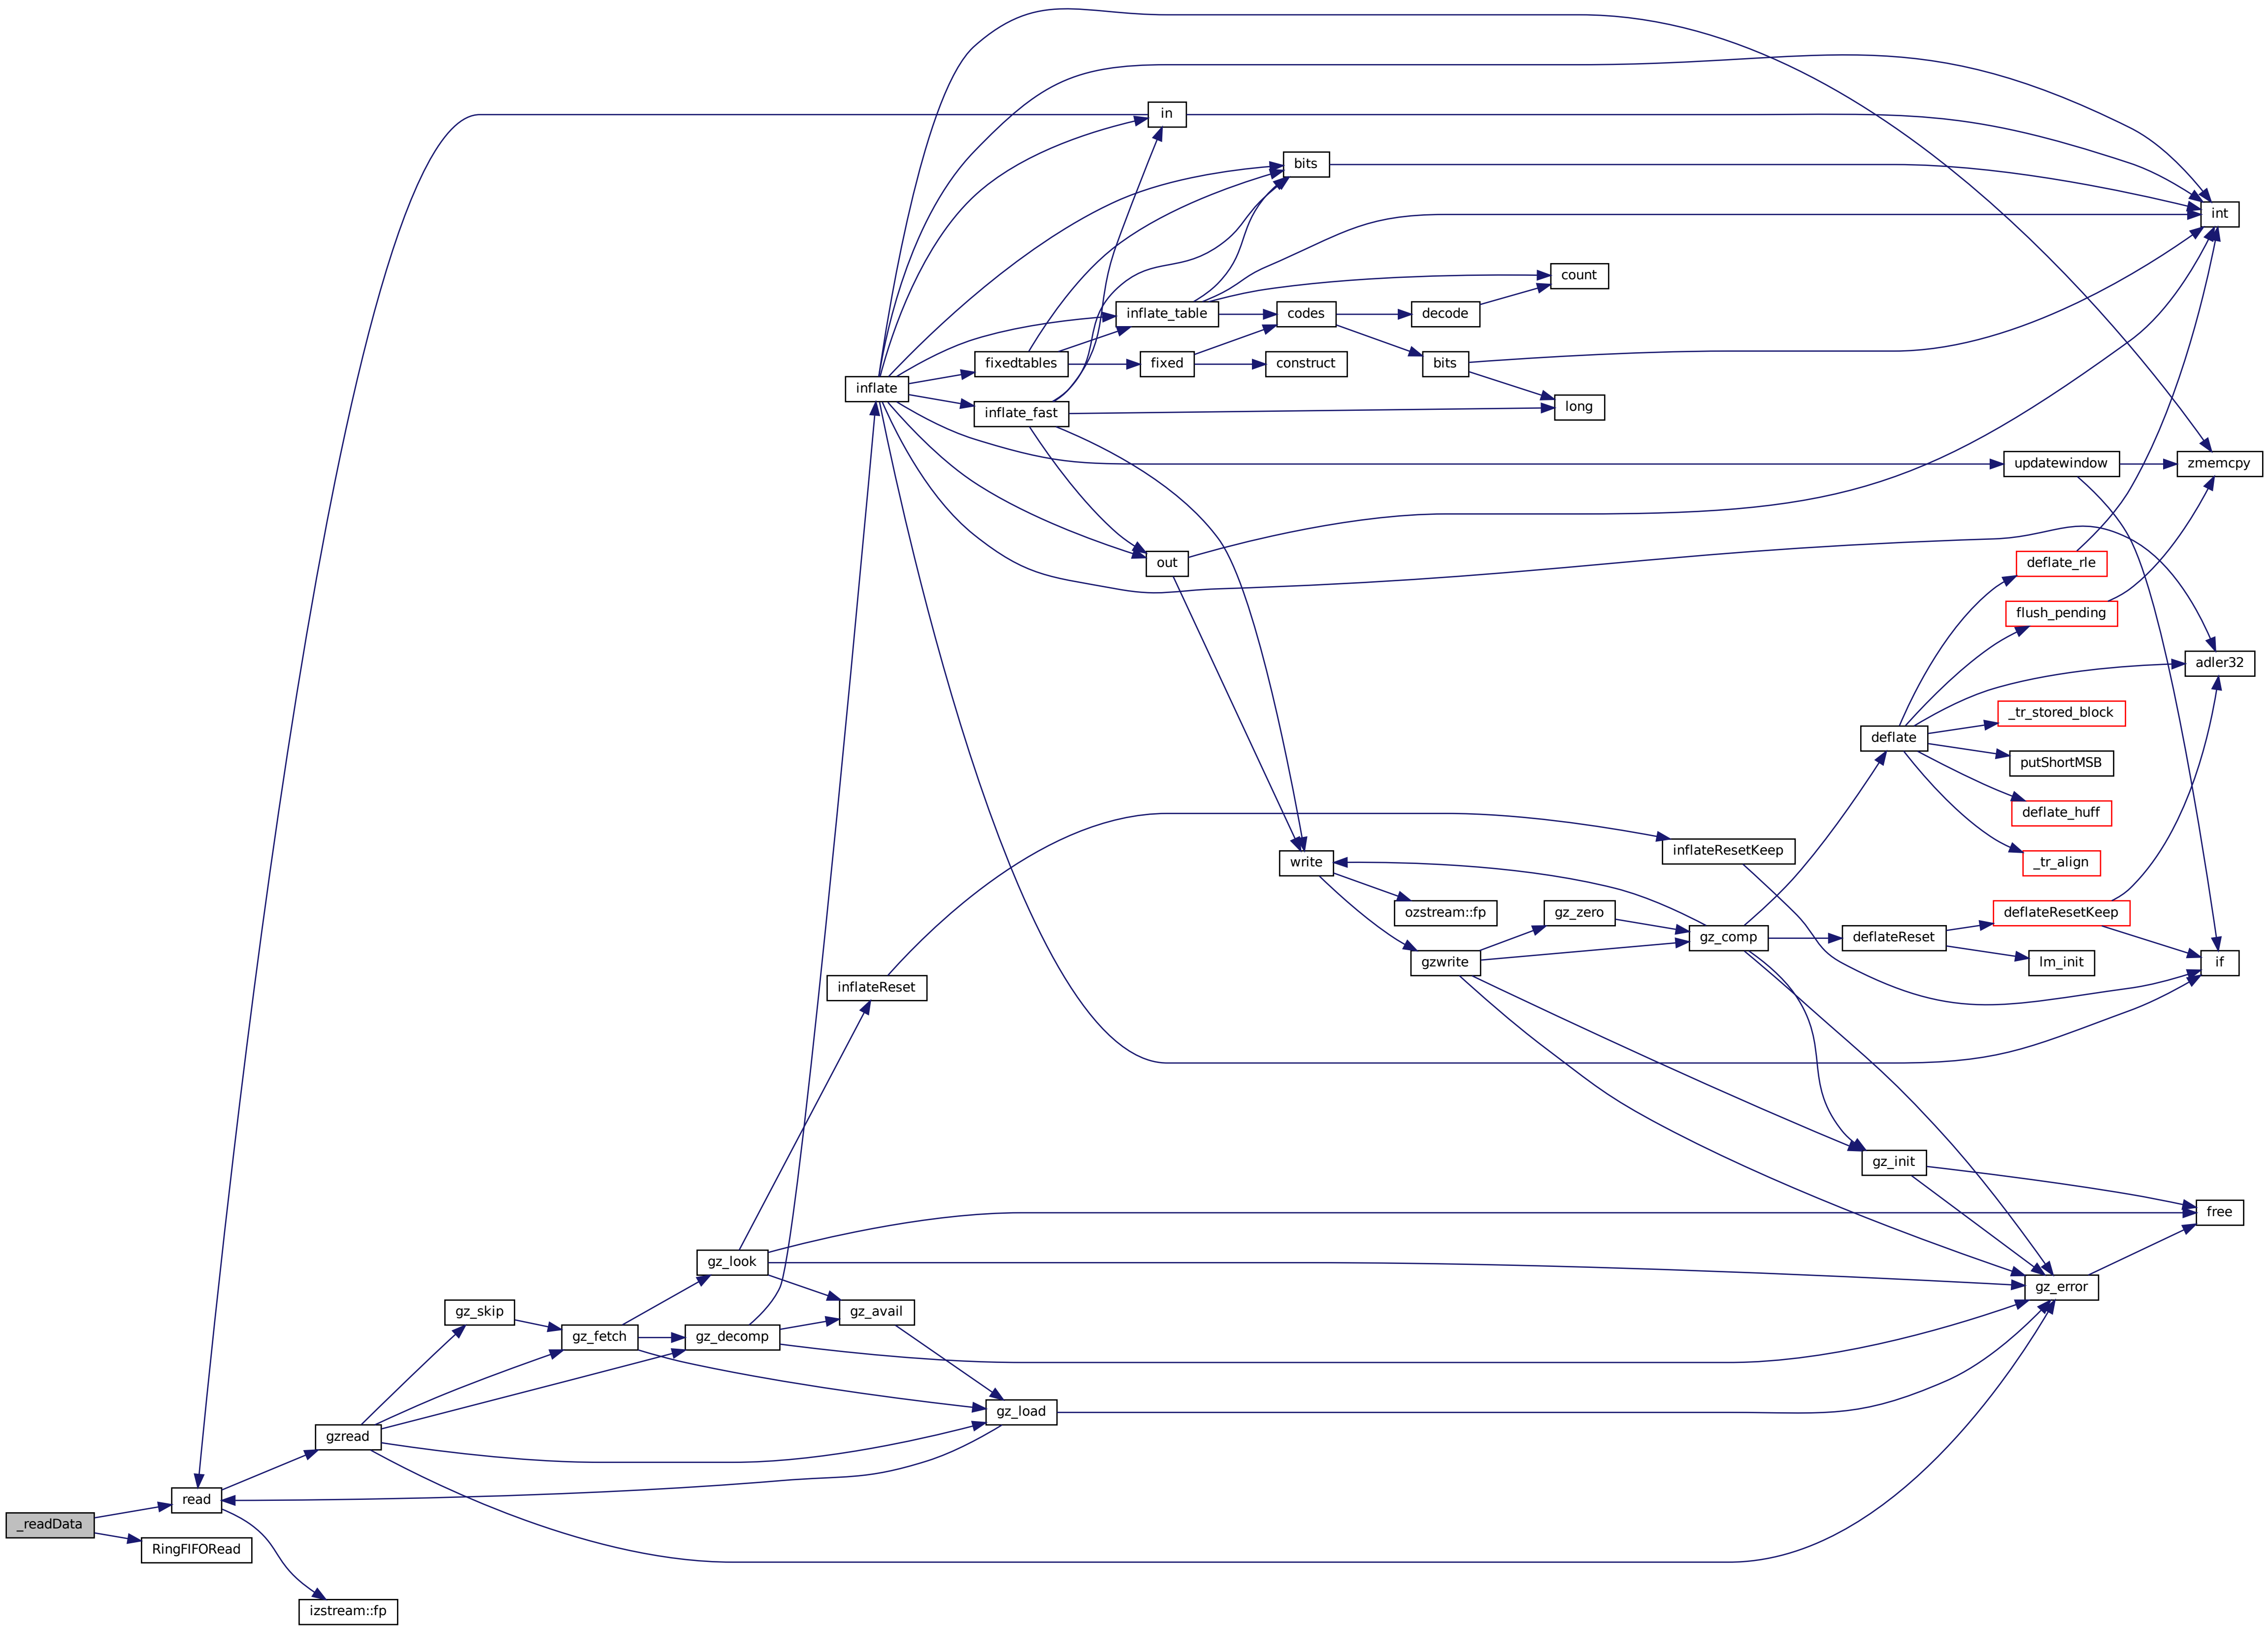 in
bits
int
count
inflate_table
codes
decode
fixedtables
fixed
construct
bits
inflate
inflate_fast
long
updatewindow
zmemcpy
out
deflate_rle
flush_pending
adler32
_tr_stored_block
deflate
putShortMSB
deflate_huff
inflateResetKeep
write
_tr_align
ozstream::fp
gz_zero
deflateResetKeep
gz_comp
deflateReset
gzwrite
lm_init
if
inflateReset
gz_init
free
gz_look
gz_error
gz_skip
gz_avail
gz_fetch
gz_decomp
gz_load
gzread
read
_readData
RingFIFORead
izstream::fp